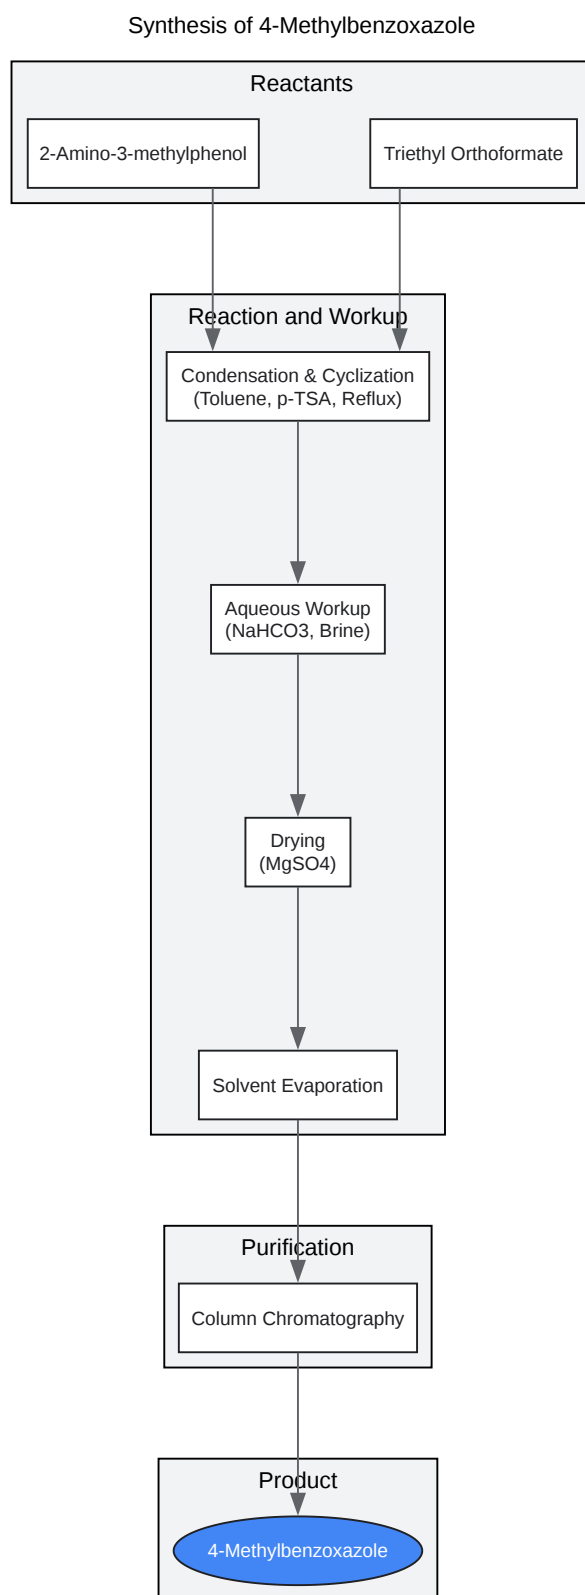 Synthesis of 4-Methylbenzoxazole
Reactants
2-Amino-3-methylphenol
Triethyl Orthoformate
Reaction and Workup
Condensation & Cyclization
(Toluene, p-TSA, Reflux)
Aqueous Workup
(NaHCO3, Brine)
Drying
(MgSO4)
Solvent Evaporation
Purification
Column Chromatography
Product
4-Methylbenzoxazole